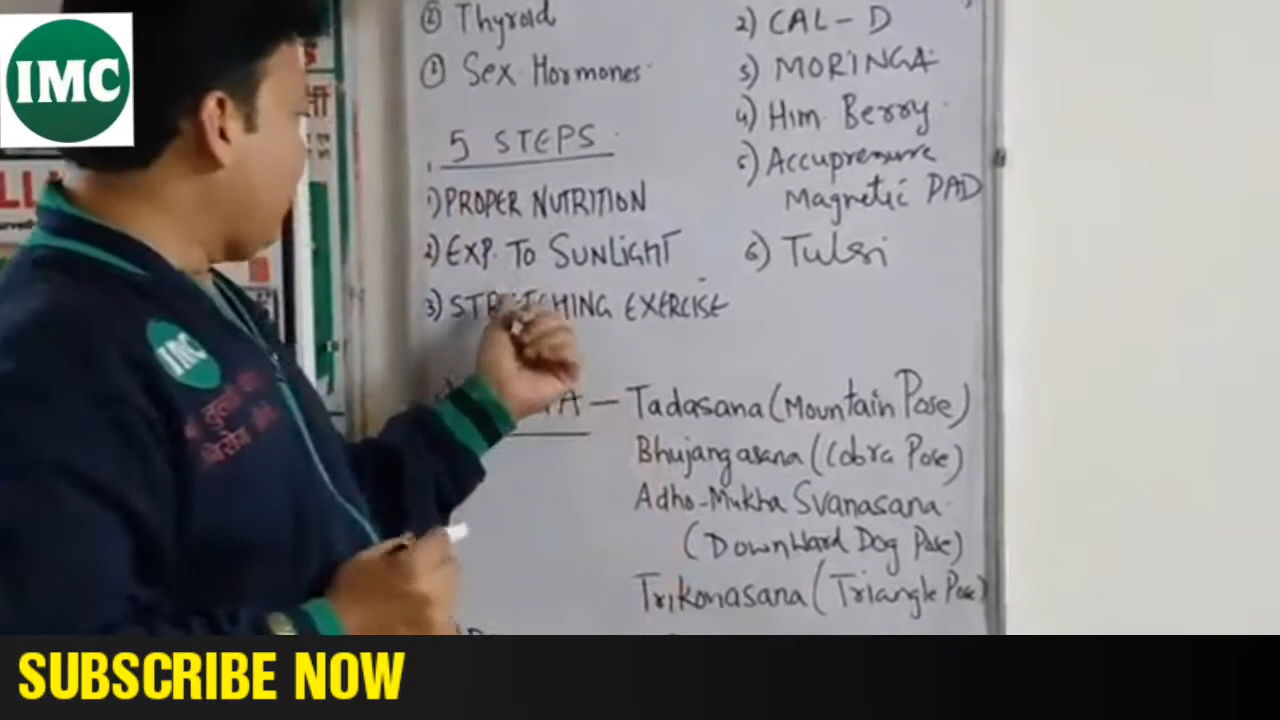 IMC
② Thyroid
③ Sex Hormones
5 STEPS
1) PROPER NUTRITION
2) EXP. TO SUNLIGHT
3) STRETCHING EXERCISE
2) CAL-D
3) MORINGA
4) Him Berry
5) Accupressure
Magnetic PAD
6) Tulsi
— Tadasana (Mountain Pose)
Bhujangasana (Cobra Pose)
Adho-Mukha Svanasana
(DownWard Dog Pose)
Trikonasana (Triangle Pose)
IMC
SUBSCRIBE NOW